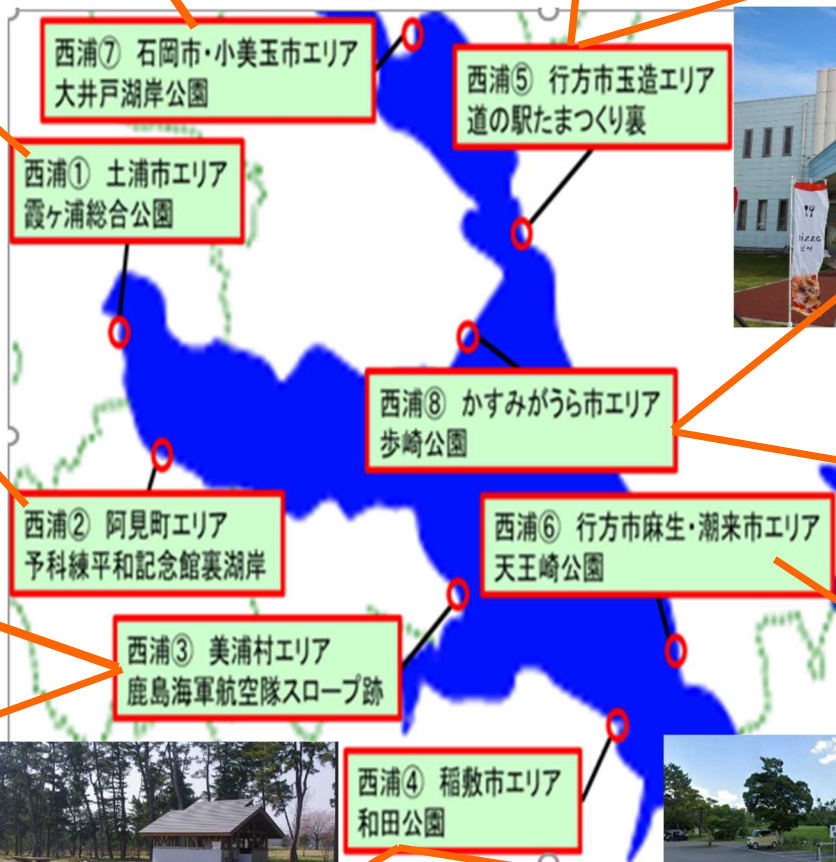 西浦⑦ 石岡市・小美玉市エリア
大井戸湖岸公園
西浦⑤ 行方市玉造エリア
道の駅たまつくり裏
西浦① 土浦市エリア
霞ヶ浦総合公園
pizza
ピザ
西浦⑧ かすみがうら市エリア
歩崎公園
西浦② 阿見町エリア
予科練平和記念館裏湖岸
西浦⑥ 行方市麻生・潮来市エリア
天王崎公園
西浦③ 美浦村エリア
鹿島海軍航空隊スロープ跡
西浦④ 稲敷市エリア
和田公園